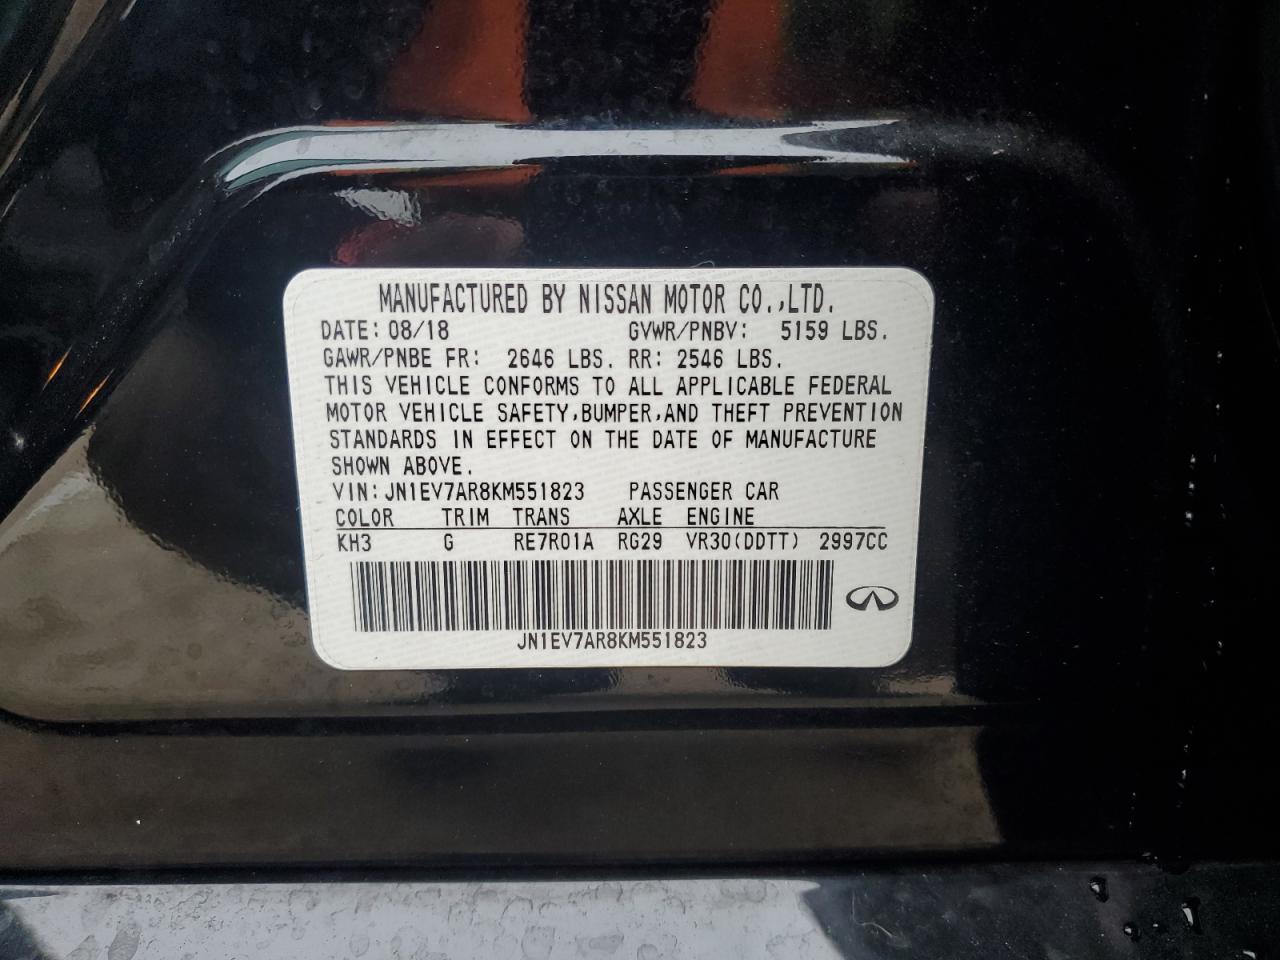 MANUFACTURED BY NISSAN MOTOR CO.,LTD.
DATE: 08/18 GVWR/PNBV: 5159 LBS.
GAWR/PNBE FR: 2646 LBS. RR: 2546 LBS.
THIS VEHICLE CONFORMS TO ALL APPLICABLE FEDERAL
MOTOR VEHICLE SAFETY,BUMPER,AND THEFT PREVENTION
STANDARDS IN EFFECT ON THE DATE OF MANUFACTURE
SHOWN ABOVE.
VIN:JN1EV7AR8KM551823 PASSENGER CAR
COLOR TRIM TRANS AXLE ENGINE
KH3 G RE7R01A RG29 VR30(DDTT) 2997CC
JN1EV7AR8KM551823